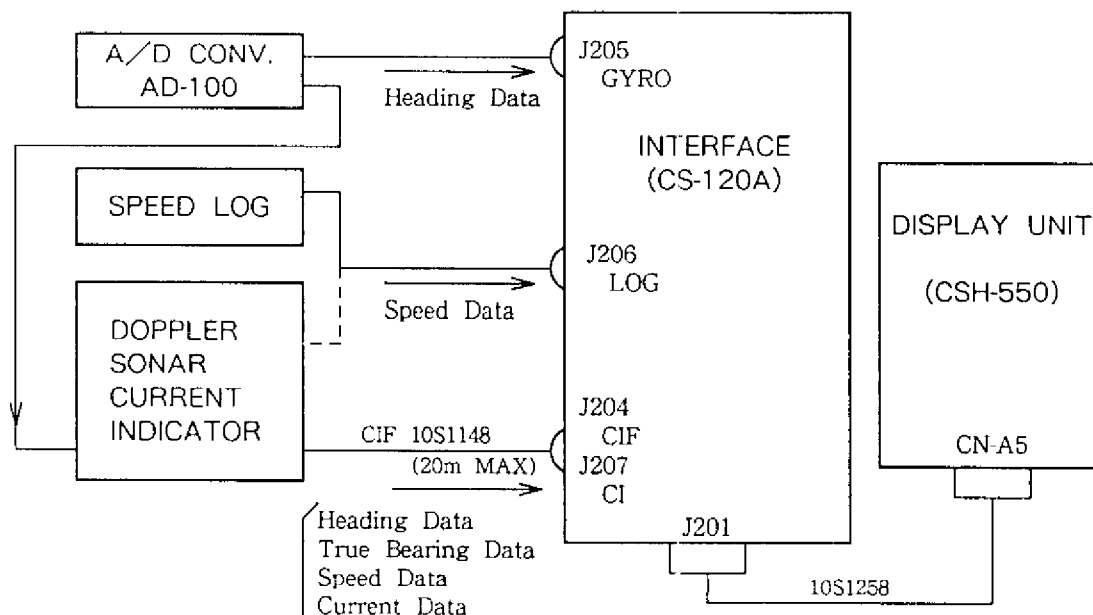 A/D CONV.
AD-100
Heading Data
J205
GYRO
INTERFACE
(CS-120A)
SPEED LOG
J206
LOG
Speed Data
DISPLAY UNIT
(CSH-550)
DOPPLER
SONAR
CURRENT
INDICATOR
CIF 10S1148
(20m MAX)
J204
CIF
J207
CI
CN-A5
Heading Data
True Bearing Data
Speed Data
Current Data
J201
10S1258